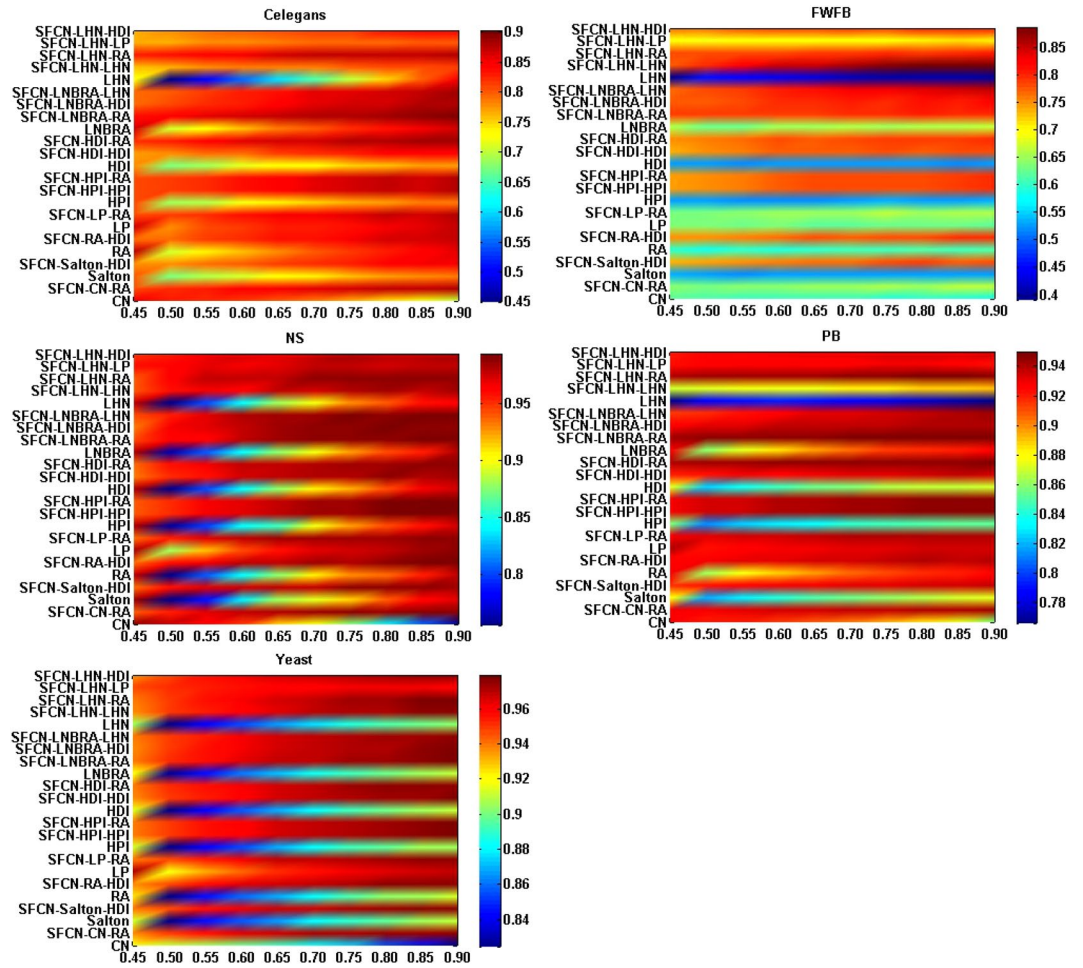 Celegans
SFCN-LHN-HDI
SFCN-LHN-LP
SFCN-LHN-RA
SFCN-LHN-LHN
LHN
SFCN-LNBRA-LHN
SFCN-LNBRA-HDI
SFCN-LNBRA-RA
LNBRA
SFCN-HDI-RA
SFCN-HDI-HDI
HDI
SFCN-HPI-RA
SFCN-HPI-HPI
HPI
SFCN-LP-RA
LP
SFCN-RA-HDI
RA
SFCN-Salton-HDI
Salton
SFCN-CN-RA
CN
0.45 0.50 0.55 0.60 0.65 0.70 0.75 0.80 0.85 0.90
0.9
0.85
0.8
0.75
0.7
0.65
0.6
0.55
0.5
0.45
FWFB
SFCN-LHN-HDI
SFCN-LHN-LP
SFCN-LHN-RA
SFCN-LHN-LHN
LHN
SFCN-LNBRA-LHN
SFCN-LNBRA-HDI
SFCN-LNBRA-RA
LNBRA
SFCN-HDI-RA
SFCN-HDI-HDI
HDI
SFCN-HPI-RA
SFCN-HPI-HPI
HPI
SFCN-LP-RA
LP
SFCN-RA-HDI
RA
SFCN-Salton-HDI
Salton
SFCN-CN-RA
CN
0.45 0.50 0.55 0.60 0.65 0.70 0.75 0.80 0.85 0.90
0.85
0.8
0.75
0.7
0.65
0.6
0.55
0.5
0.45
0.4
NS
SFCN-LHN-HDI
SFCN-LHN-LP
SFCN-LHN-RA
SFCN-LHN-LHN
LHN
SFCN-LNBRA-LHN
SFCN-LNBRA-HDI
SFCN-LNBRA-RA
LNBRA
SFCN-HDI-RA
SFCN-HDI-HDI
HDI
SFCN-HPI-RA
SFCN-HPI-HPI
HPI
SFCN-LP-RA
LP
SFCN-RA-HDI
RA
SFCN-Salton-HDI
Salton
SFCN-CN-RA
CN
0.45 0.50 0.55 0.60 0.65 0.70 0.75 0.80 0.85 0.90
0.95
0.9
0.85
0.8
PB
SFCN-LHN-HDI
SFCN-LHN-LP
SFCN-LHN-RA
SFCN-LHN-LHN
LHN
SFCN-LNBRA-LHN
SFCN-LNBRA-HDI
SFCN-LNBRA-RA
LNBRA
SFCN-HDI-RA
SFCN-HDI-HDI
HDI
SFCN-HPI-RA
SFCN-HPI-HPI
HPI
SFCN-LP-RA
LP
SFCN-RA-HDI
RA
SFCN-Salton-HDI
Salton
SFCN-CN-RA
CN
0.45 0.50 0.55 0.60 0.65 0.70 0.75 0.80 0.85 0.90
0.94
0.92
0.9
0.88
0.86
0.84
0.82
0.8
0.78
Yeast
SFCN-LHN-HDI
SFCN-LHN-LP
SFCN-LHN-RA
SFCN-LHN-LHN
LHN
SFCN-LNBRA-LHN
SFCN-LNBRA-HDI
SFCN-LNBRA-RA
LNBRA
SFCN-HDI-RA
SFCN-HDI-HDI
HDI
SFCN-HPI-RA
SFCN-HPI-HPI
HPI
SFCN-LP-RA
LP
SFCN-RA-HDI
RA
SFCN-Salton-HDI
Salton
SFCN-CN-RA
CN
0.45 0.50 0.55 0.60 0.65 0.70 0.75 0.80 0.85 0.90
0.96
0.94
0.92
0.9
0.88
0.86
0.84